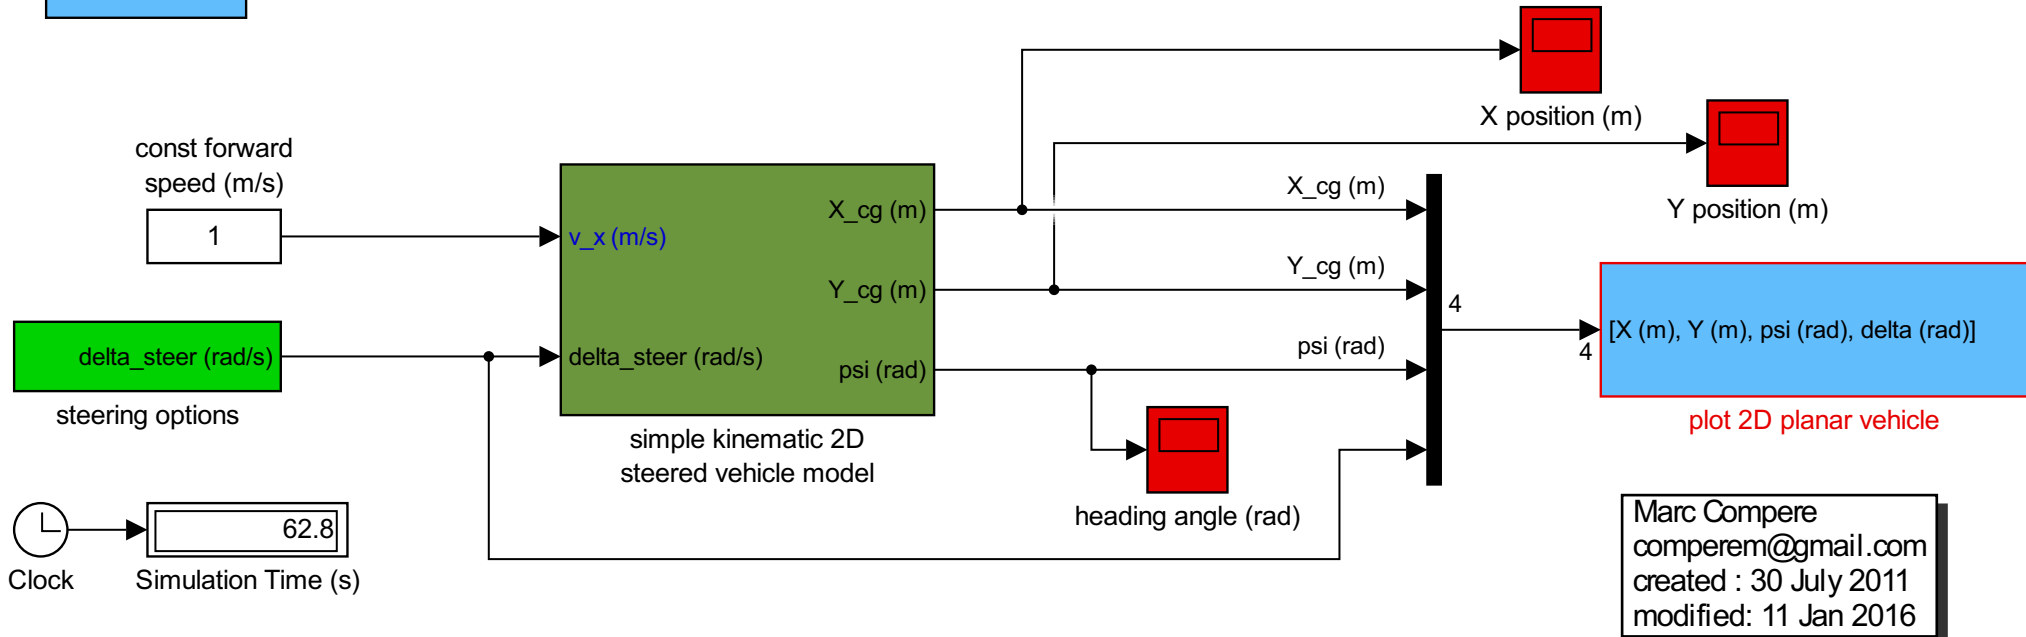 X position (m)
Y position (m)
const forward
speed (m/s)
1
v_x (m/s)
delta_steer (rad/s)
X_cg (m)
Y_cg (m)
psi (rad)
simple kinematic 2D
steered vehicle model
delta_steer (rad/s)
steering options
X_cg (m)
Y_cg (m)
psi (rad)
heading angle (rad)
4
4
[X (m), Y (m), psi (rad), delta (rad)]
plot 2D planar vehicle
Clock
62.8
Simulation Time (s)
Marc Compere
comperem@gmail.com
created : 30 July 2011
modified: 11 Jan 2016